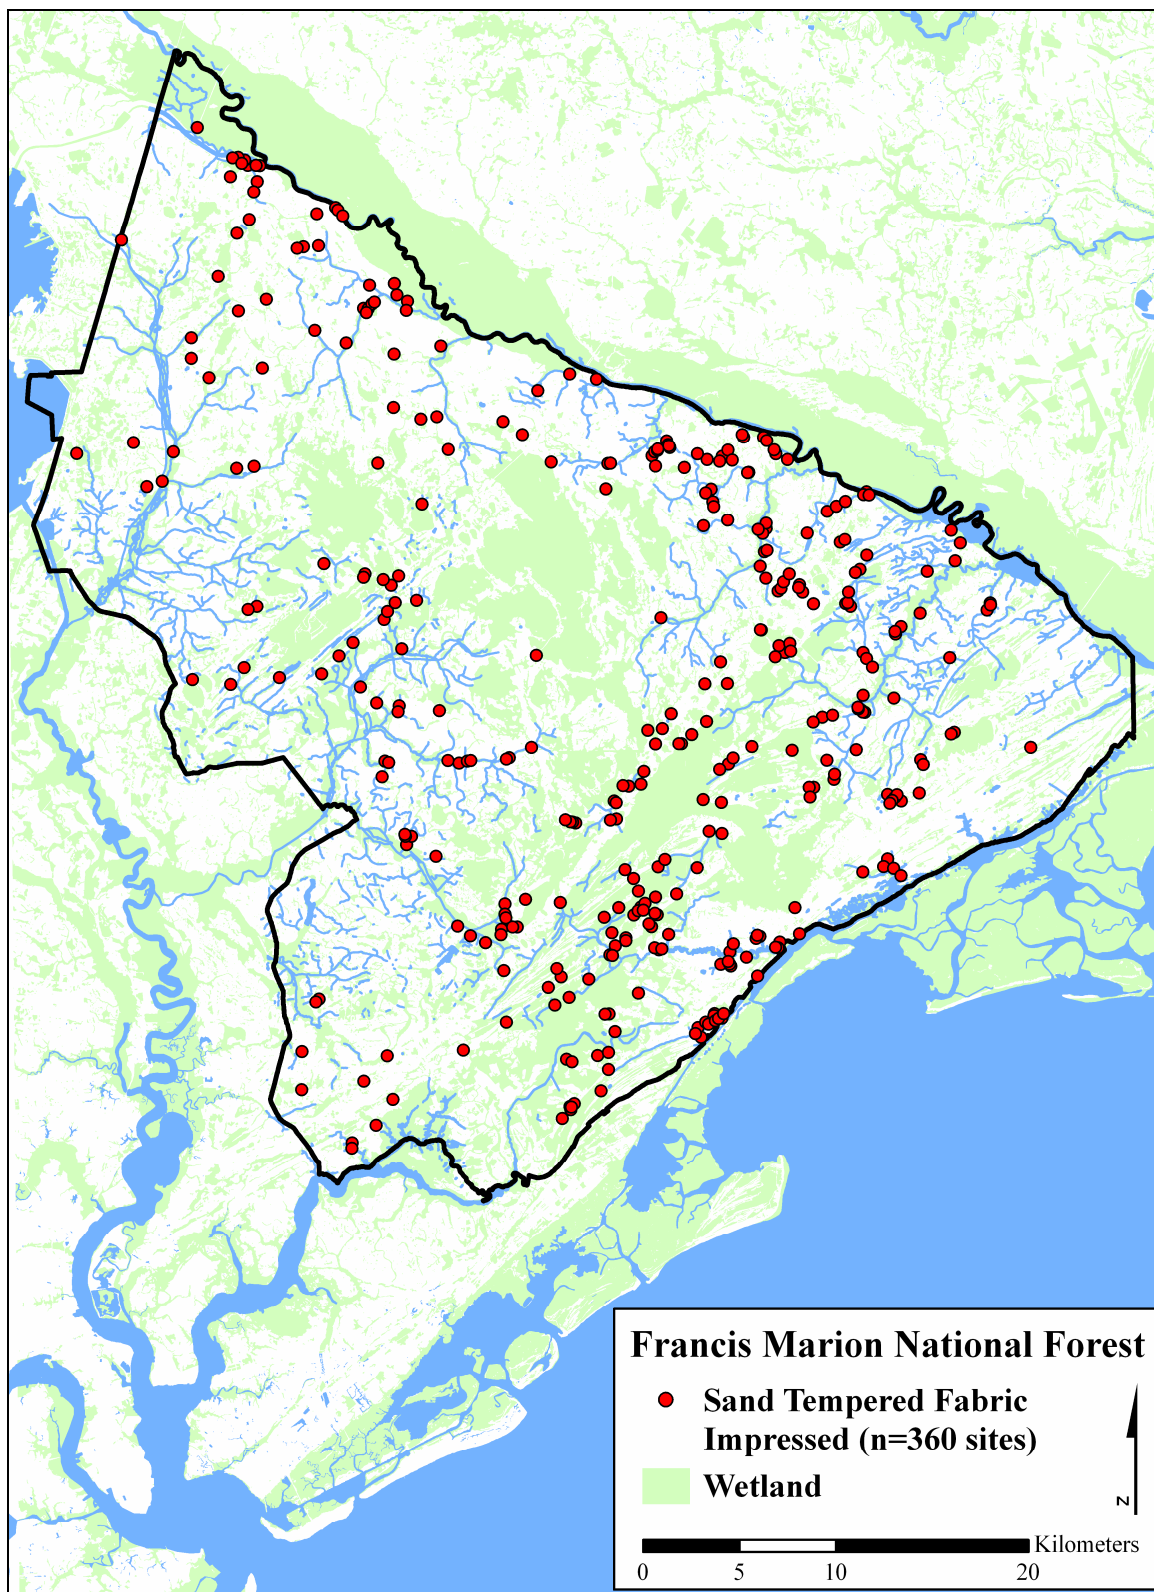 Francis Marion National Forest
Sand Tempered Fabric
Impressed (n=360 sites)
Wetland
N
Kilometers
0 5 10 20